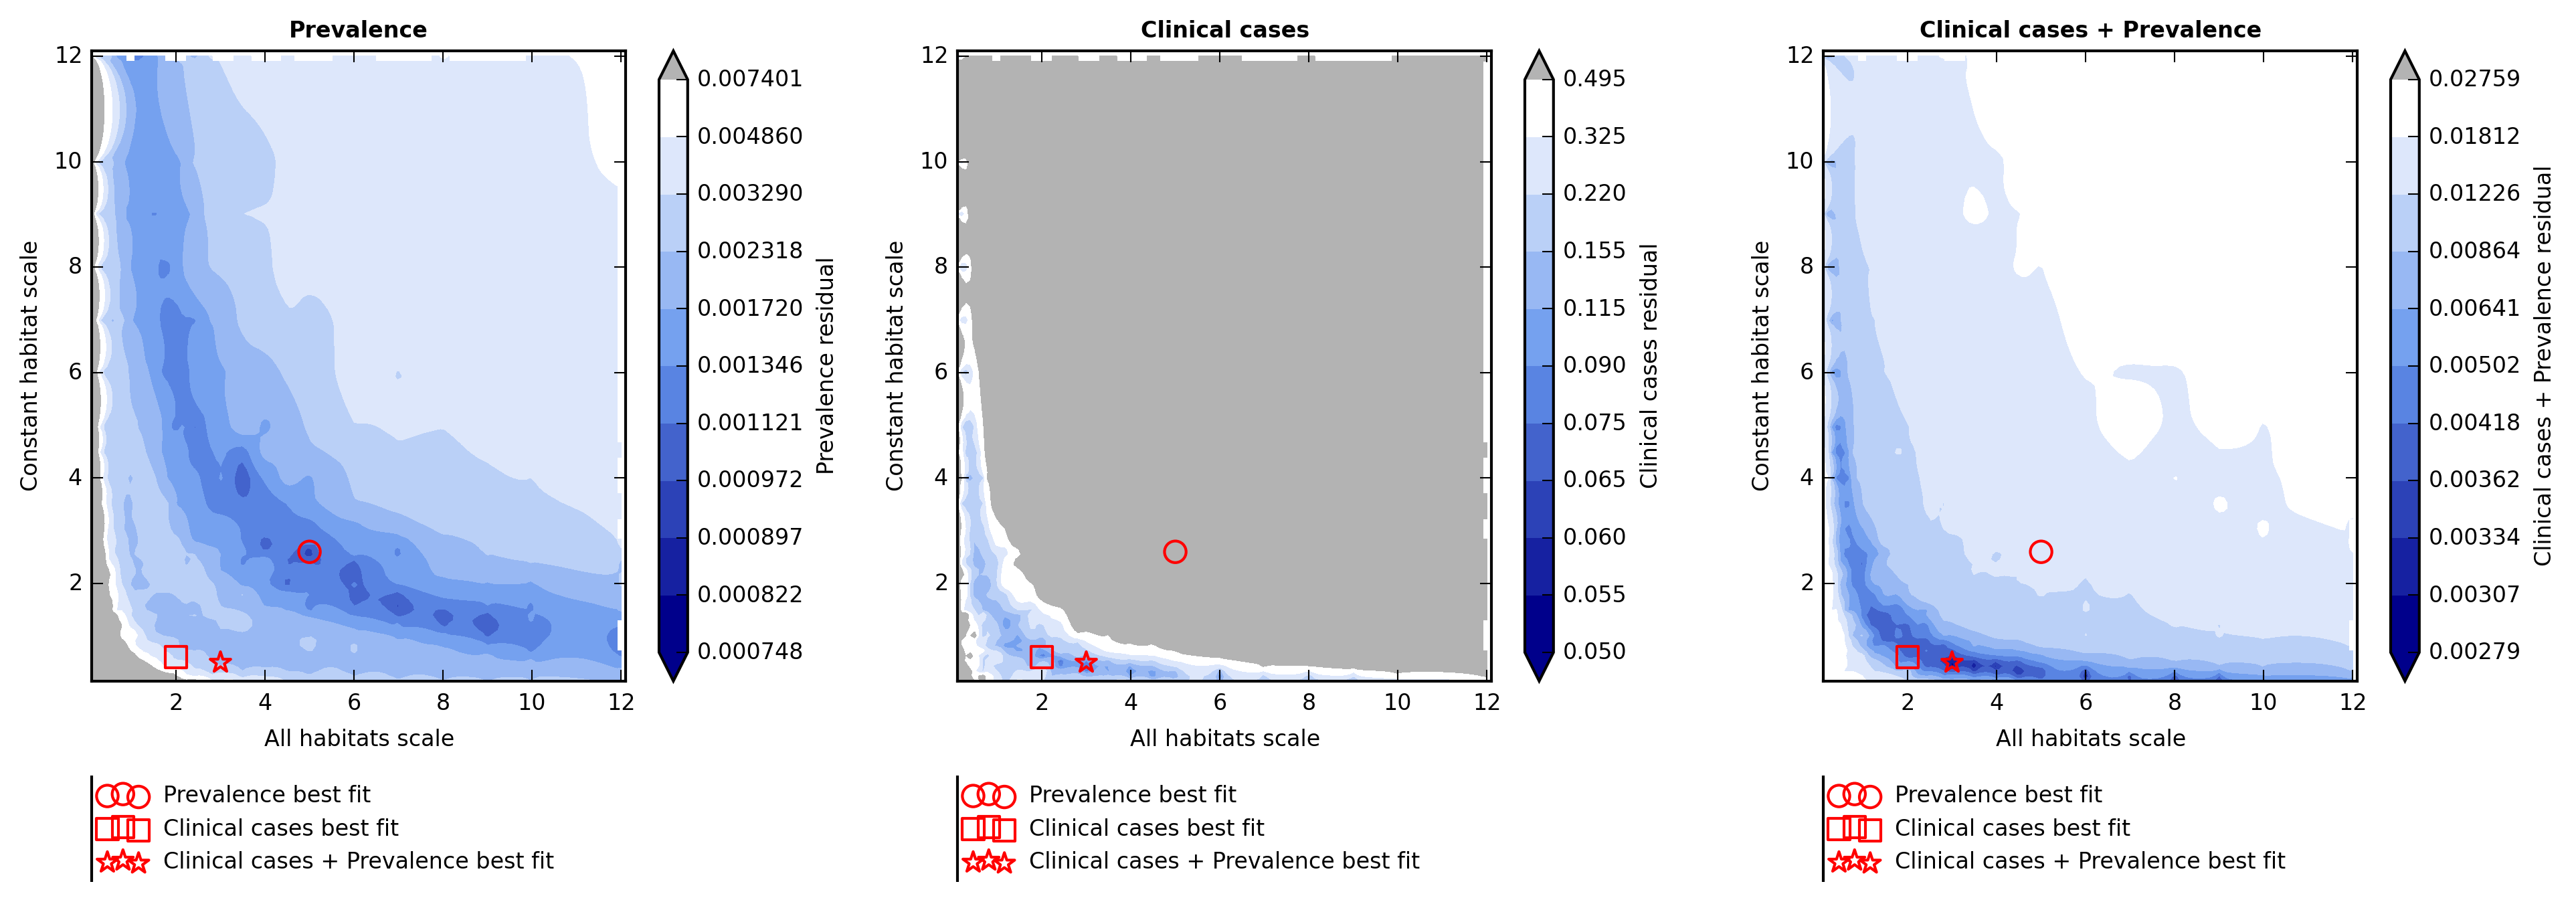 Prevalence
12
10
8
6
4
2
2 4 6 8 10 12
Constant habitat scale
All habitats scale
0.007401
0.004860
0.003290
0.002318
0.001720
0.001346
0.001121
0.000972
0.000897
0.000822
0.000748
Prevalence residual
Prevalence best fit
Clinical cases best fit
Clinical cases + Prevalence best fit
Clinical cases
12
10
8
6
4
2
2 4 6 8 10 12
Constant habitat scale
All habitats scale
0.495
0.325
0.220
0.155
0.115
0.090
0.075
0.065
0.060
0.055
0.050
Clinical cases residual
Prevalence best fit
Clinical cases best fit
Clinical cases + Prevalence best fit
Clinical cases + Prevalence
12
10
8
6
4
2
2 4 6 8 10 12
Constant habitat scale
All habitats scale
0.02759
0.01812
0.01226
0.00864
0.00641
0.00502
0.00418
0.00362
0.00334
0.00307
0.00279
Clinical cases + Prevalence residual
Prevalence best fit
Clinical cases best fit
Clinical cases + Prevalence best fit